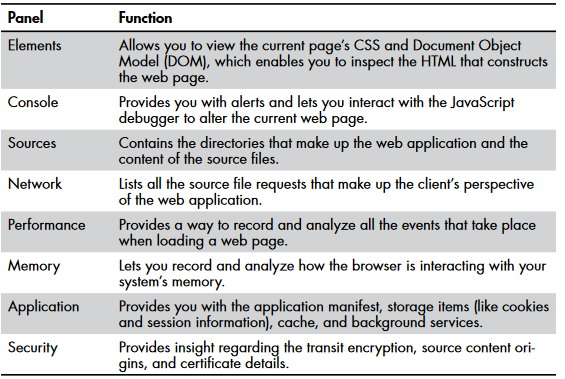 Panel Function
Elements Allows you to view the current page's CSS and Document Object
Model (DOM), which enables you to inspect the HTML that constructs
the web page.
Console Provides you with alerts and lets you interact with the JavaScript
debugger to alter the current web page.
Sources Contains the directories that make up the web application and the
content of the source files.
Network Lists all the source file requests that make up the client's perspective
of the web application.
Performance Provides a way to record and analyze all the events that take place
when loading a web page.
Memory Lets you record and analyze how the browser is interacting with your
system's memory.
Application Provides you with the application manifest, storage items (like cookies
and session information), cache, and background services.
Security Provides insight regarding the transit encryption, source content ori-
gins, and certificate details.